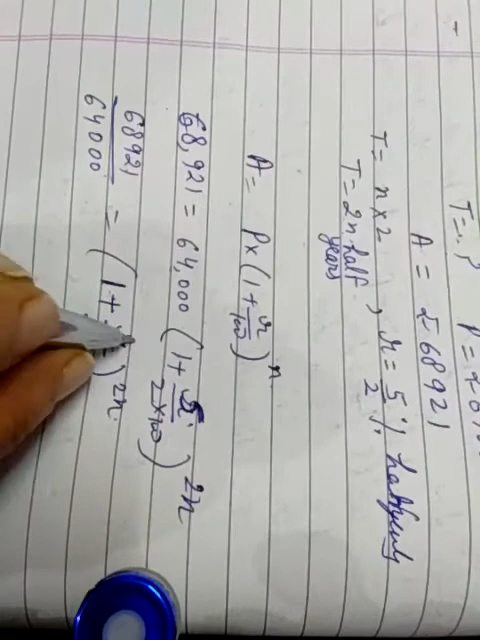 T = ?
P = ₹
A = ₹ 68921
T = n × 2 , r = 5/2 % halfyearly
T = 2n half years
A = P × (1 + r/100)^n
68,921 = 64,000 (1 + 5/2×100)^2n
68921/64000 = (1 + )^2n